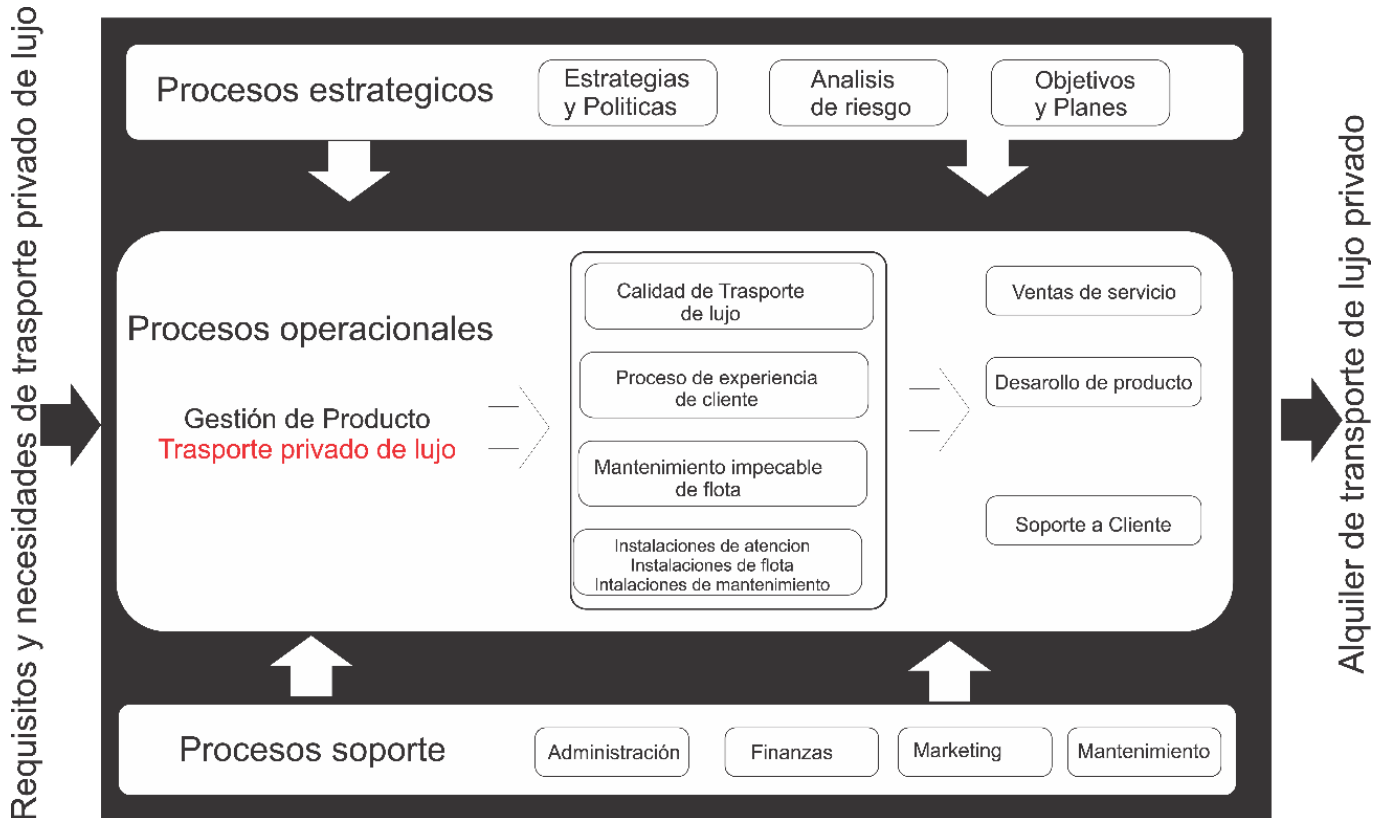 Requisitos y necesidades de trasporte privado de lujo
Procesos estrategicos
Estrategias
y Politicas
Analisis
de riesgo
Objetivos
y Planes
Procesos operacionales
Gestión de Producto
Trasporte privado de lujo
Calidad de Trasporte
de lujo
Proceso de experiencia
de cliente
Mantenimiento impecable
de flota
Instalaciones de atencion
Instalaciones de flota
Intalaciones de mantenimiento
Ventas de servicio
Desarollo de producto
Soporte a Cliente
Procesos soporte
Administración
Finanzas
Marketing
Mantenimiento
Alquiler de transporte de lujo privado